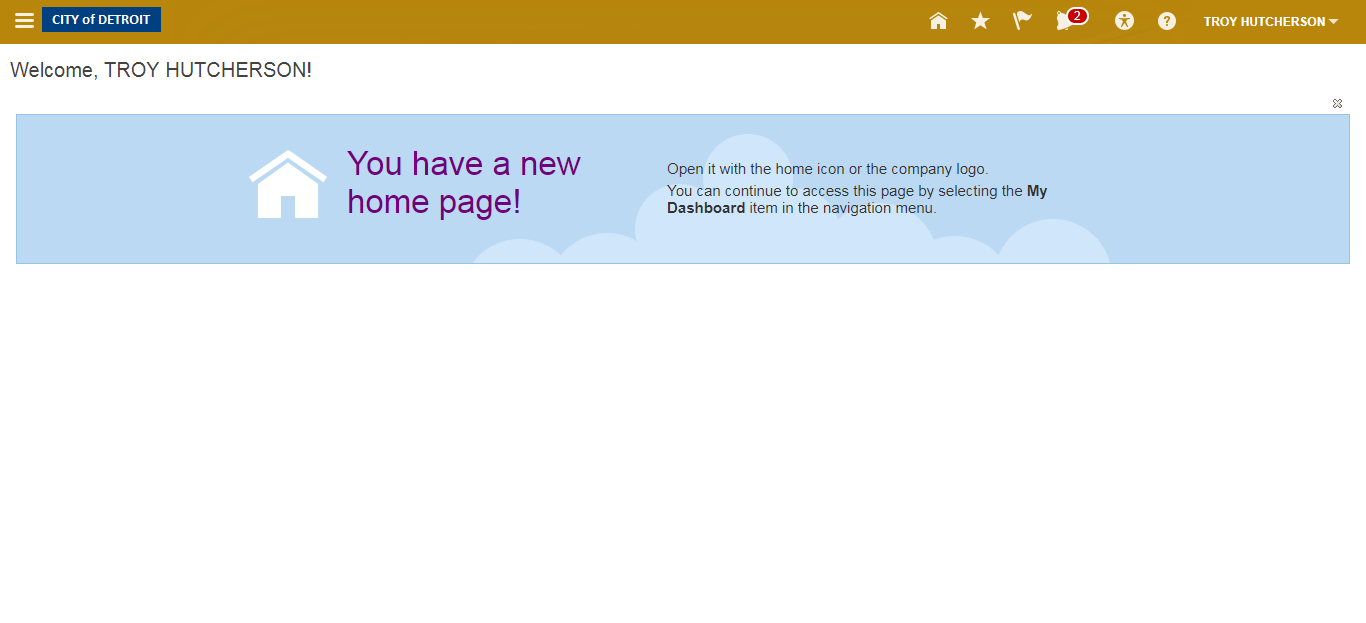 CITY of DETROIT
2
?
TROY HUTCHERSON
Welcome, TROY HUTCHERSON!
You have a new
home page!
Open it with the home icon or the company logo.
You can continue to access this page by selecting the My
Dashboard item in the navigation menu.